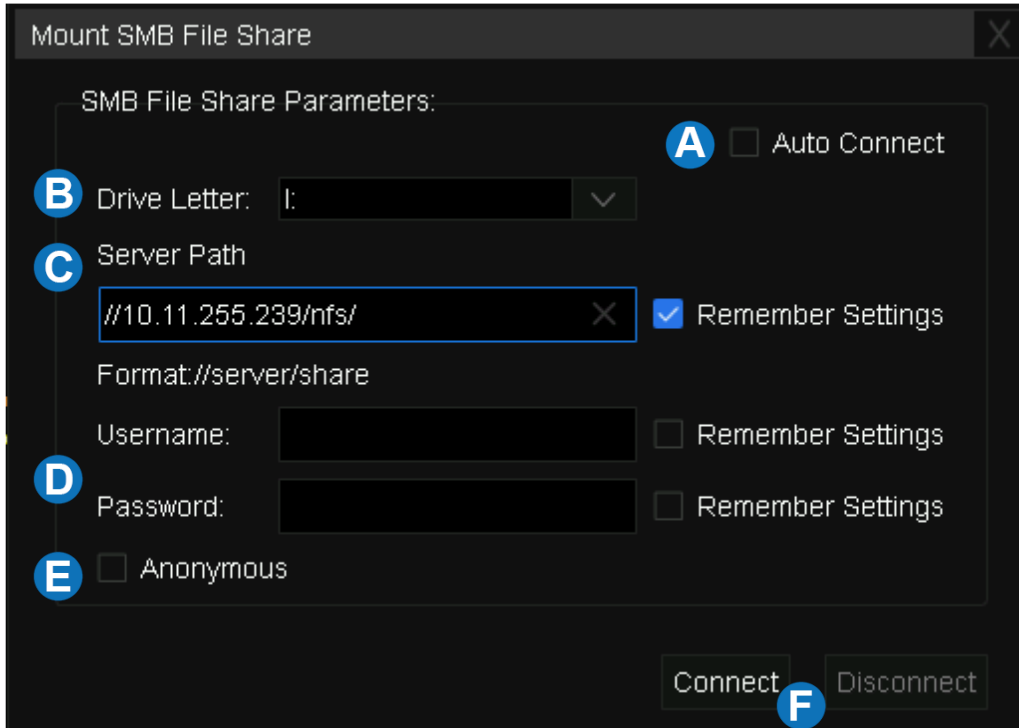 Mount SMB File Share X
SMB File Share Parameters:
A Auto Connect
B Drive Letter: I:
C Server Path
//10.11.255.239/nfs/ Remember Settings
Format://server/share
Username: Remember Settings
D
Password: Remember Settings
E Anonymous
Connect F Disconnect